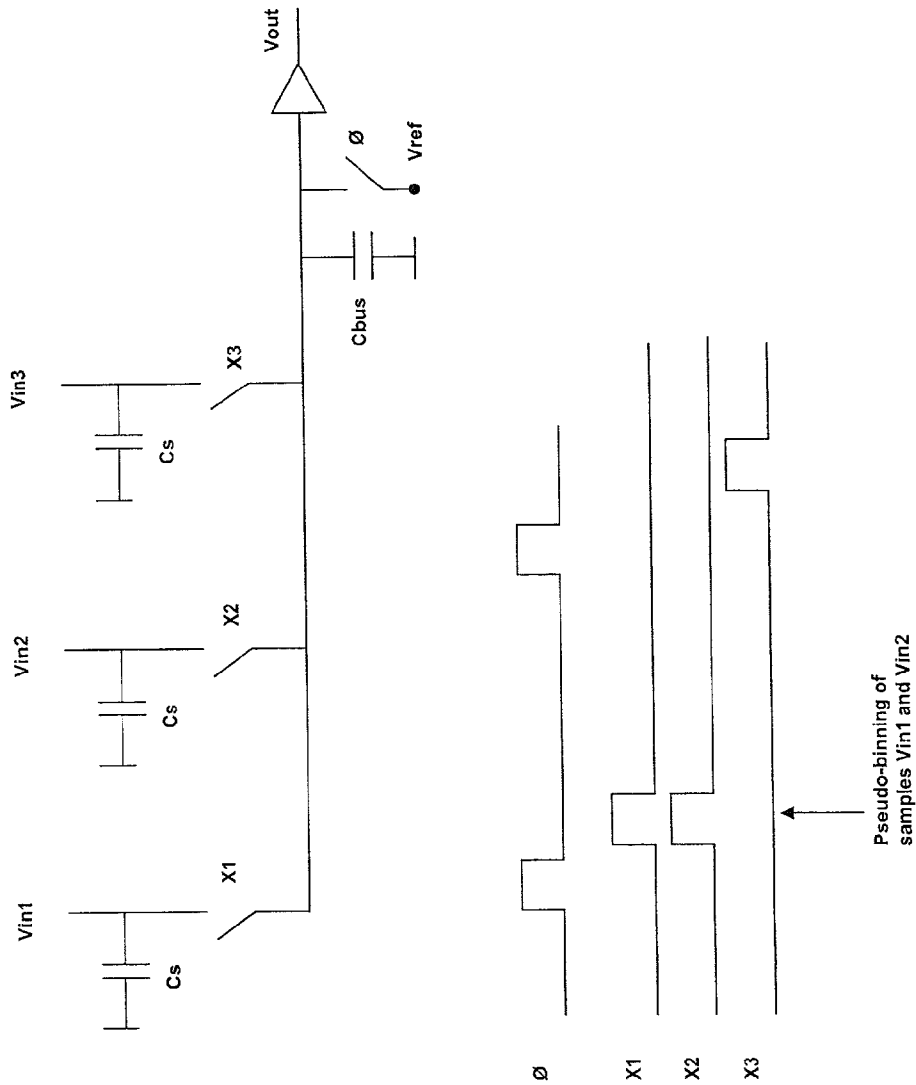 Vin1
Vin2
Vin3
Cs
Cs
Cs
X1
X2
X3
Cbus
Ø
Vref
Vout
Ø
X1
X2
X3
Pseudo-binning of
samples Vin1 and Vin2